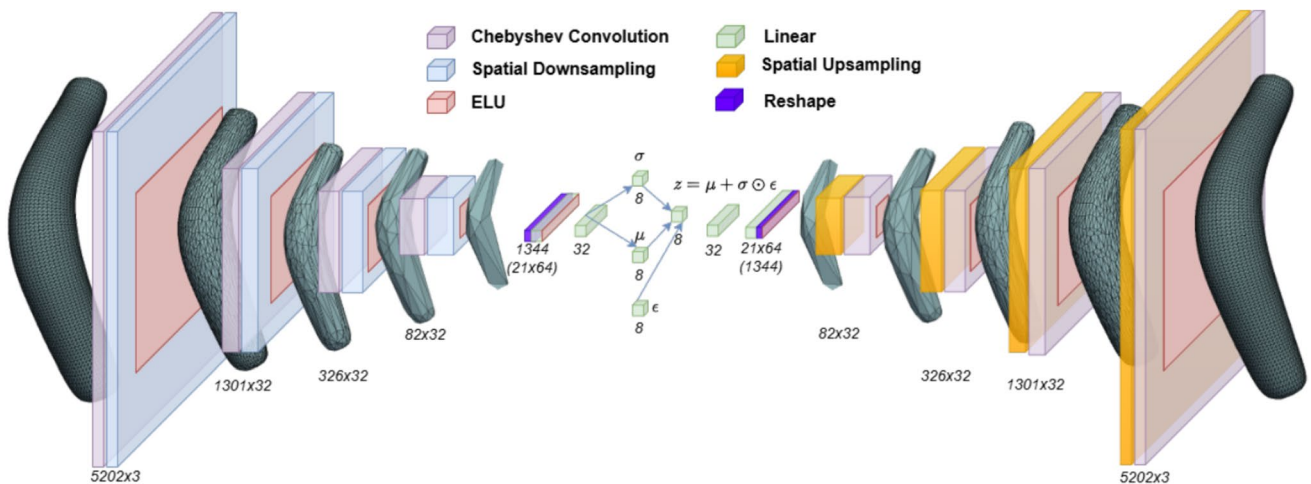 Chebyshev Convolution
Spatial Downsampling
ELU
Linear
Spatial Upsampling
Reshape
5202x3
1301x32
326x32
82x32
1344
(21x64)
32
σ
8
μ
8
ϵ
8
z = μ + σ ⊙ ϵ
8
32
21x64
(1344)
82x32
326x32
1301x32
5202x3